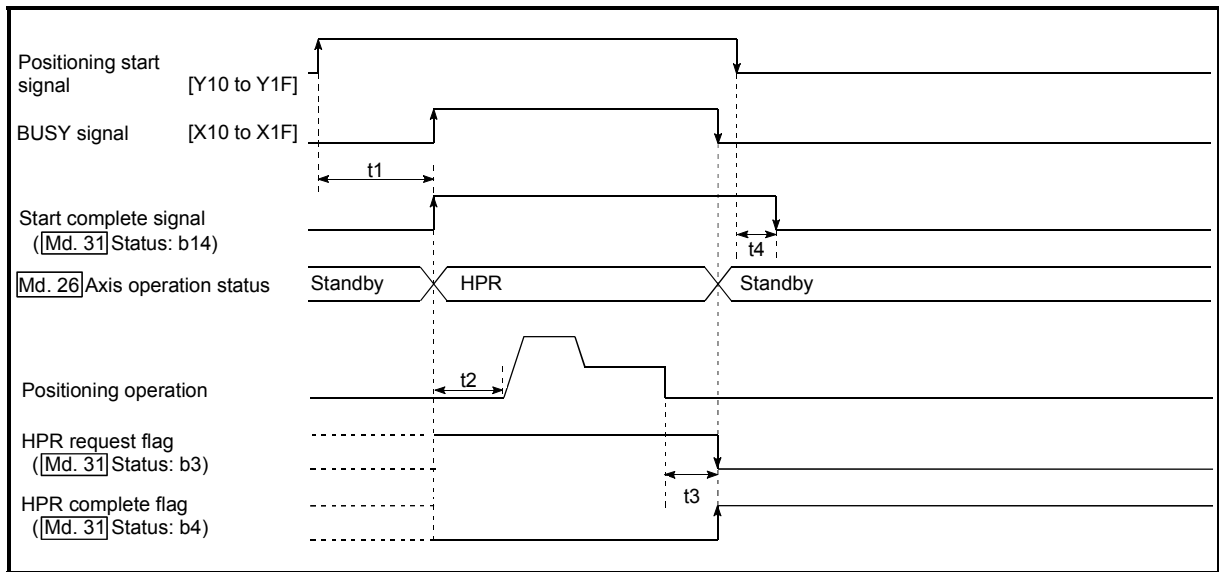 Positioning start
signal [Y10 to Y1F]
BUSY signal [X10 to X1F]
t1
Start complete signal
(Md. 31 Status: b14)
t4
Md. 26 Axis operation status Standby HPR Standby
t2
Positioning operation
HPR request flag
(Md. 31 Status: b3)
t3
HPR complete flag
(Md. 31 Status: b4)